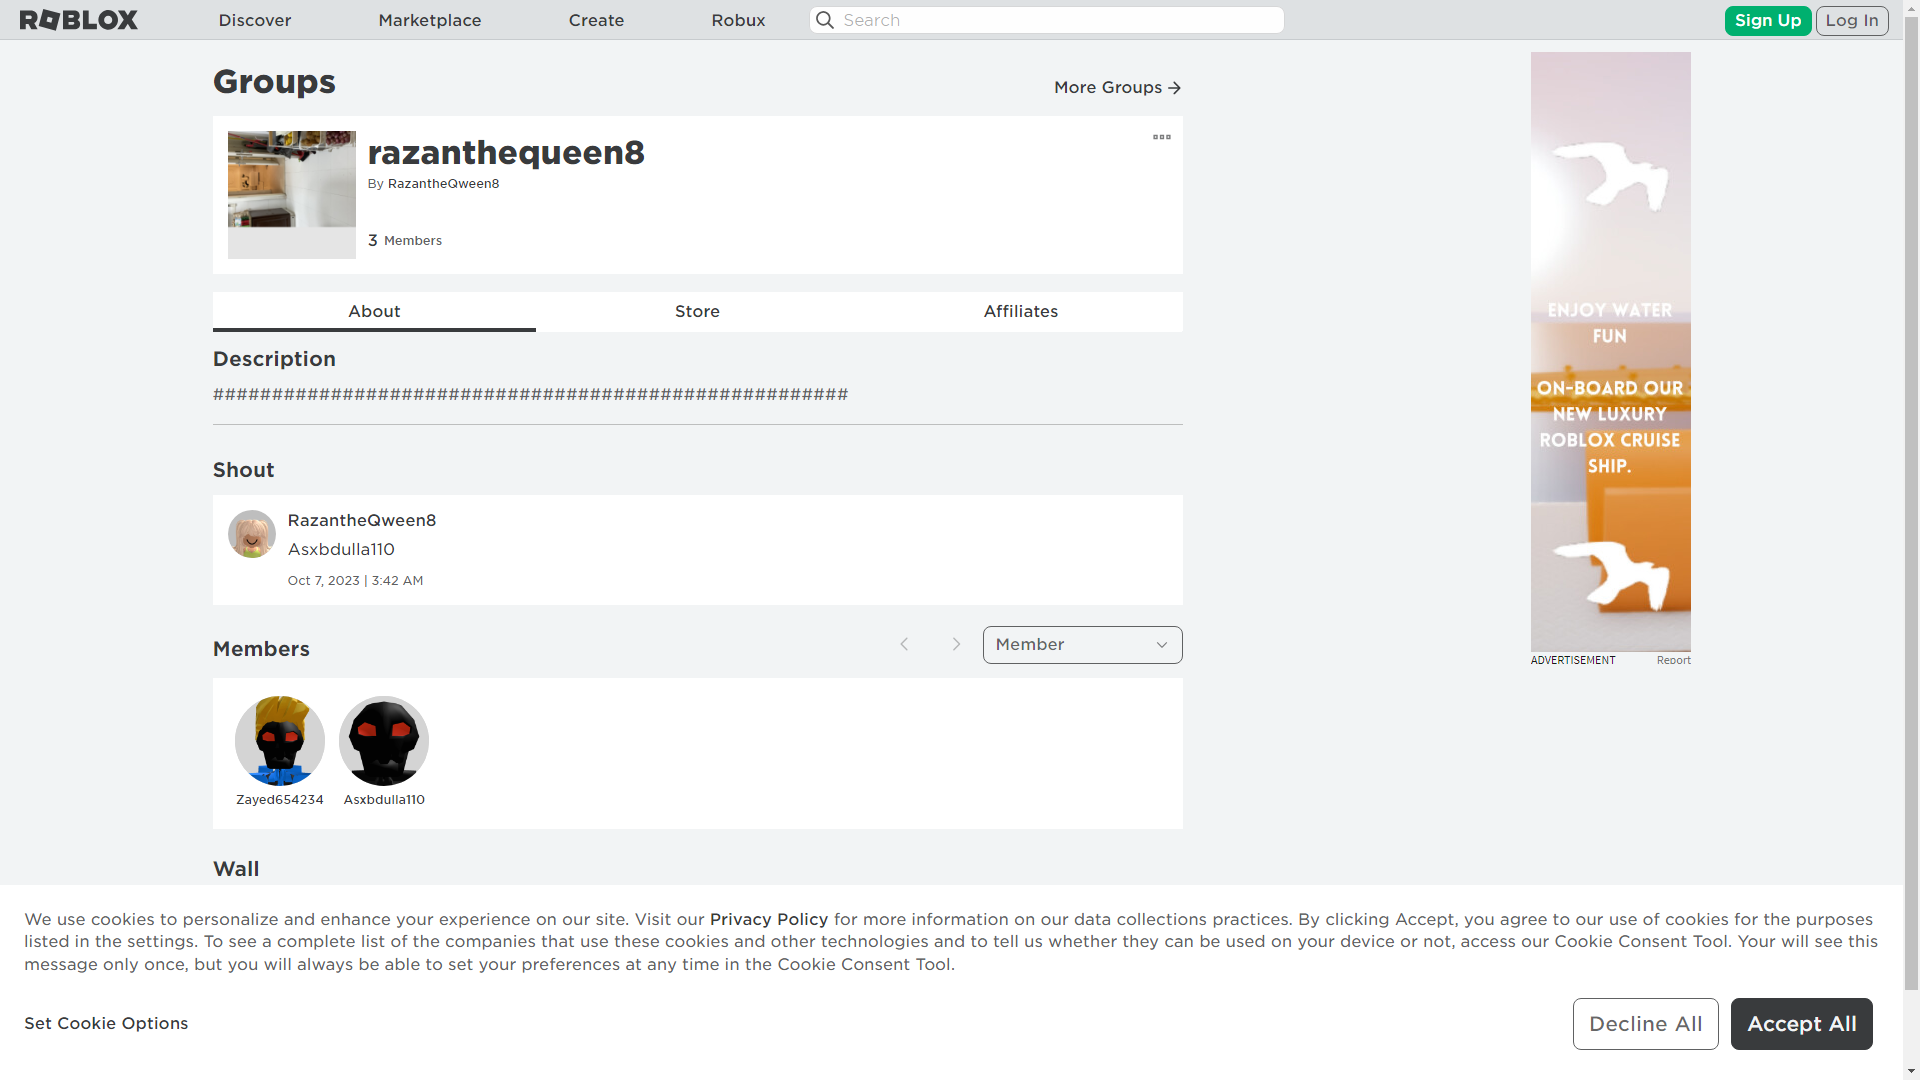 ROBLOX
Discover
Marketplace
Create
Robux
Search
Sign Up
Log In
Groups
More Groups
razanthequeen8
By RazantheQween8
3 Members
About
Store
Affiliates
Description
######################################################
Shout
RazantheQween8
Asxbdulla110
Oct 7, 2023 | 3:42 AM
Members
Member
Zayed654234
Asxbdulla110
Wall
ENJOY WATER
FUN
ON-BOARD OUR
NEW LUXURY
ROBLOX CRUISE
SHIP.
ADVERTISEMENT
Report
We use cookies to personalize and enhance your experience on our site. Visit our Privacy Policy for more information on our data collections practices. By clicking Accept, you agree to our use of cookies for the purposes
listed in the settings. To see a complete list of the companies that use these cookies and other technologies and to tell us whether they can be used on your device or not, access our Cookie Consent Tool. Your will see this
message only once, but you will always be able to set your preferences at any time in the Cookie Consent Tool.
Set Cookie Options
Decline All
Accept All